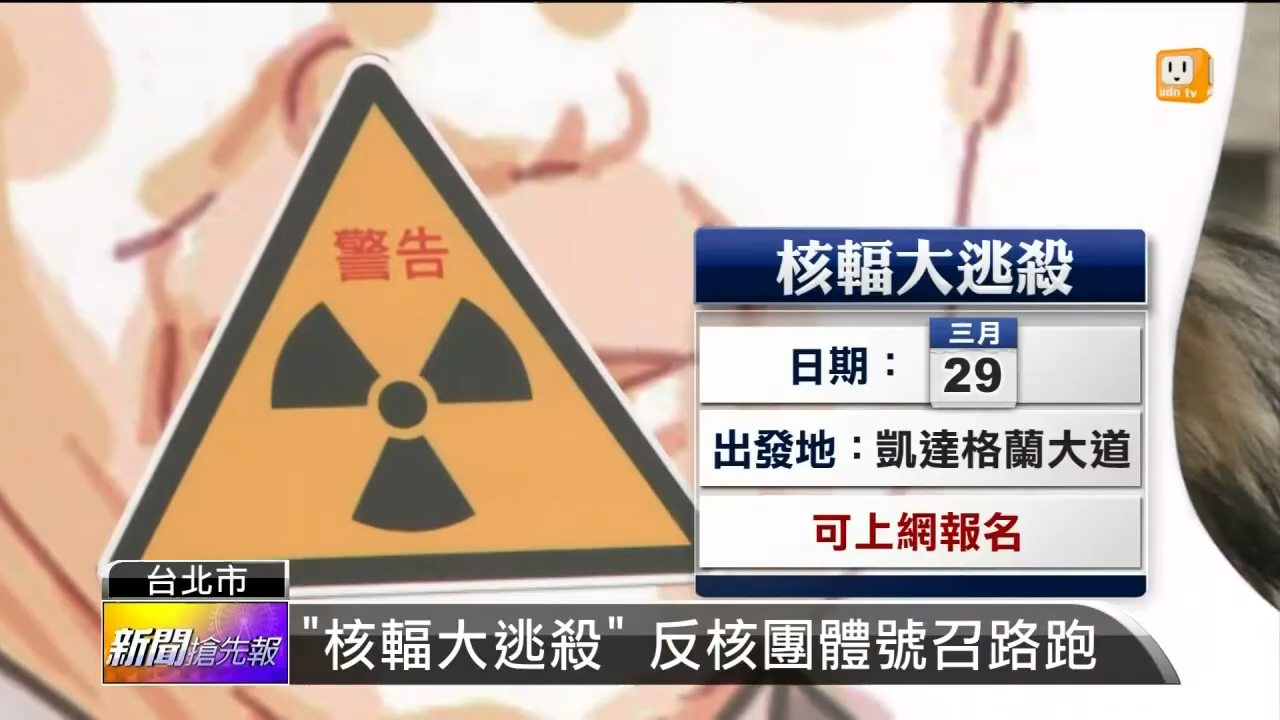 udn tv
警告
核輻大逃殺
日期：
三月
29
出發地：凱達格蘭大道
可上網報名
台北市
新聞搶先報
"核輻大逃殺" 反核團體號召路跑